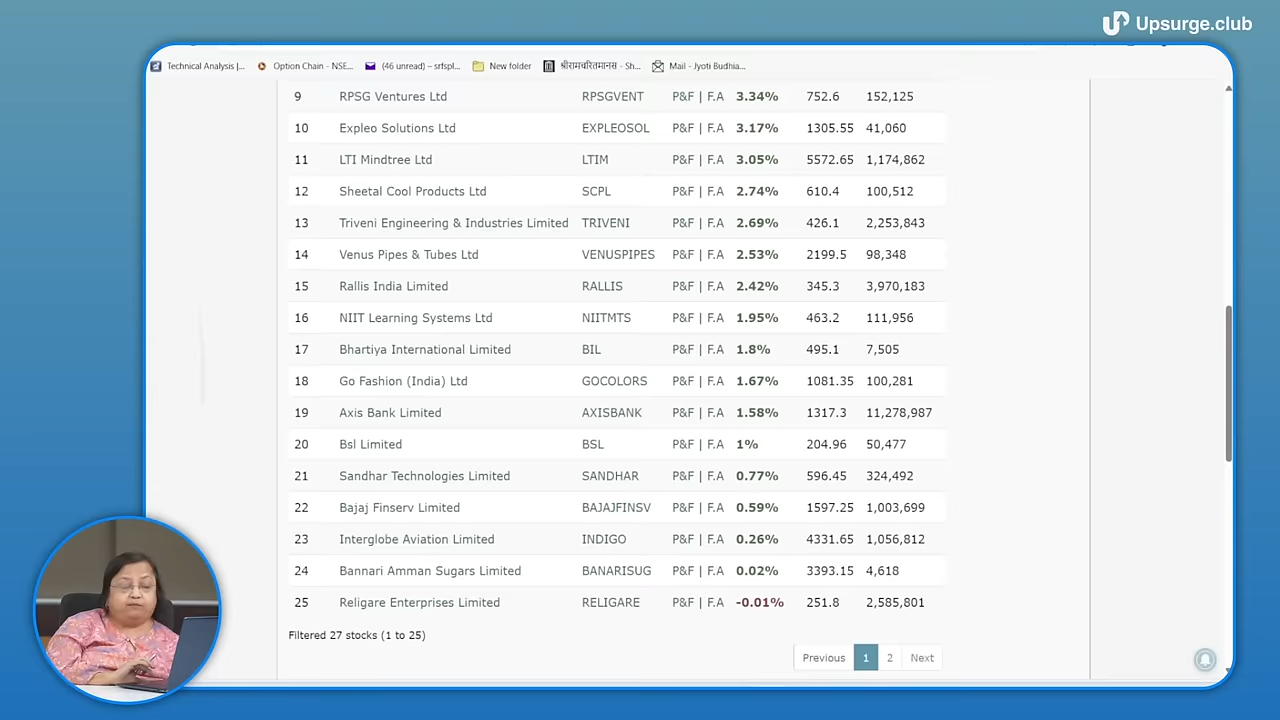 Upsurge.club
Technical Analysis |... Option Chain - NSE... (46 unread) – srfspl... New folder श्रीरामचरितमानस - Sh... Mail - Jyoti Budhia...
9 RPSG Ventures Ltd RPSGVENT P&F | F.A 3.34% 752.6 152,125
10 Expleo Solutions Ltd EXPLEOSOL P&F | F.A 3.17% 1305.55 41,060
11 LTI Mindtree Ltd LTIM P&F | F.A 3.05% 5572.65 1,174,862
12 Sheetal Cool Products Ltd SCPL P&F | F.A 2.74% 610.4 100,512
13 Triveni Engineering & Industries Limited TRIVENI P&F | F.A 2.69% 426.1 2,253,843
14 Venus Pipes & Tubes Ltd VENUSPIPES P&F | F.A 2.53% 2199.5 98,348
15 Rallis India Limited RALLIS P&F | F.A 2.42% 345.3 3,970,183
16 NIIT Learning Systems Ltd NIITMTS P&F | F.A 1.95% 463.2 111,956
17 Bhartiya International Limited BIL P&F | F.A 1.8% 495.1 7,505
18 Go Fashion (India) Ltd GOCOLORS P&F | F.A 1.67% 1081.35 100,281
19 Axis Bank Limited AXISBANK P&F | F.A 1.58% 1317.3 11,278,987
20 Bsl Limited BSL P&F | F.A 1% 204.96 50,477
21 Sandhar Technologies Limited SANDHAR P&F | F.A 0.77% 596.45 324,492
22 Bajaj Finserv Limited BAJAJFINSV P&F | F.A 0.59% 1597.25 1,003,699
23 Interglobe Aviation Limited INDIGO P&F | F.A 0.26% 4331.65 1,056,812
24 Bannari Amman Sugars Limited BANARISUG P&F | F.A 0.02% 3393.15 4,618
25 Religare Enterprises Limited RELIGARE P&F | F.A -0.01% 251.8 2,585,801
Filtered 27 stocks (1 to 25)
Previous 1 2 Next